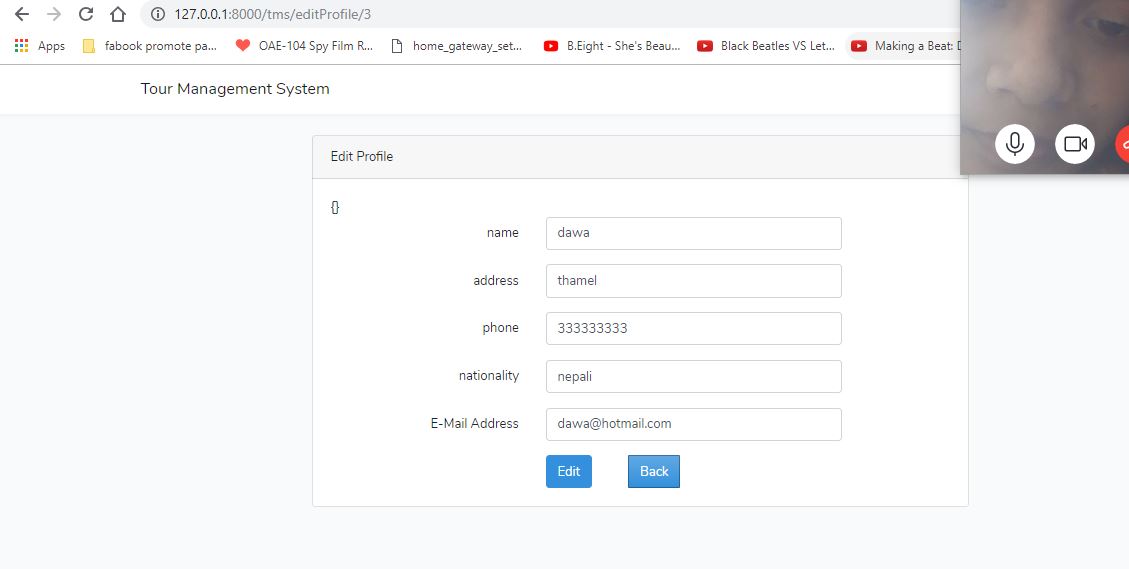 127.0.0.1:8000/tms/editProfile/3
Apps fabook promote pa... OAE-104 Spy Film R... home_gateway_set... B.Eight - She's Beau... Black Beatles VS Let... Making a Beat:
Tour Management System
Edit Profile
{}
name dawa
address thamel
phone 333333333
nationality nepali
E-Mail Address dawa@hotmail.com
Edit Back